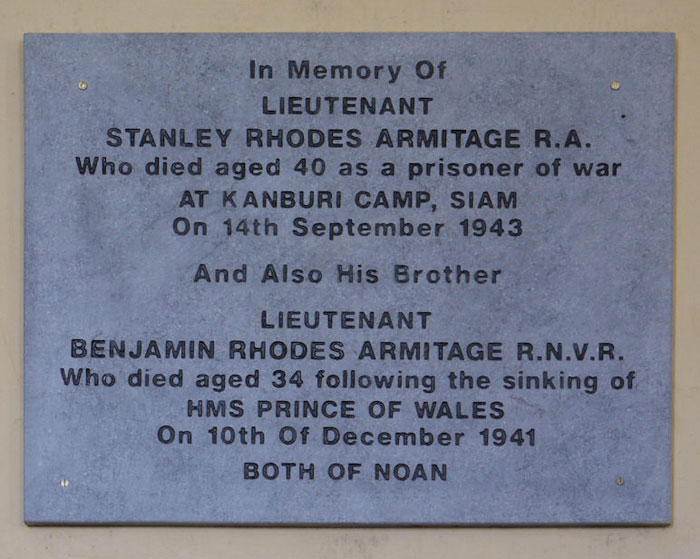 In Memory Of
LIEUTENANT
STANLEY RHODES ARMITAGE R.A.
Who died aged 40 as a prisoner of war
AT KANBURI CAMP, SIAM
On 14th September 1943
And Also His Brother
LIEUTENANT
BENJAMIN RHODES ARMITAGE R.N.V.R.
Who died aged 34 following the sinking of
HMS PRINCE OF WALES
On 10th Of December 1941
BOTH OF NOAN